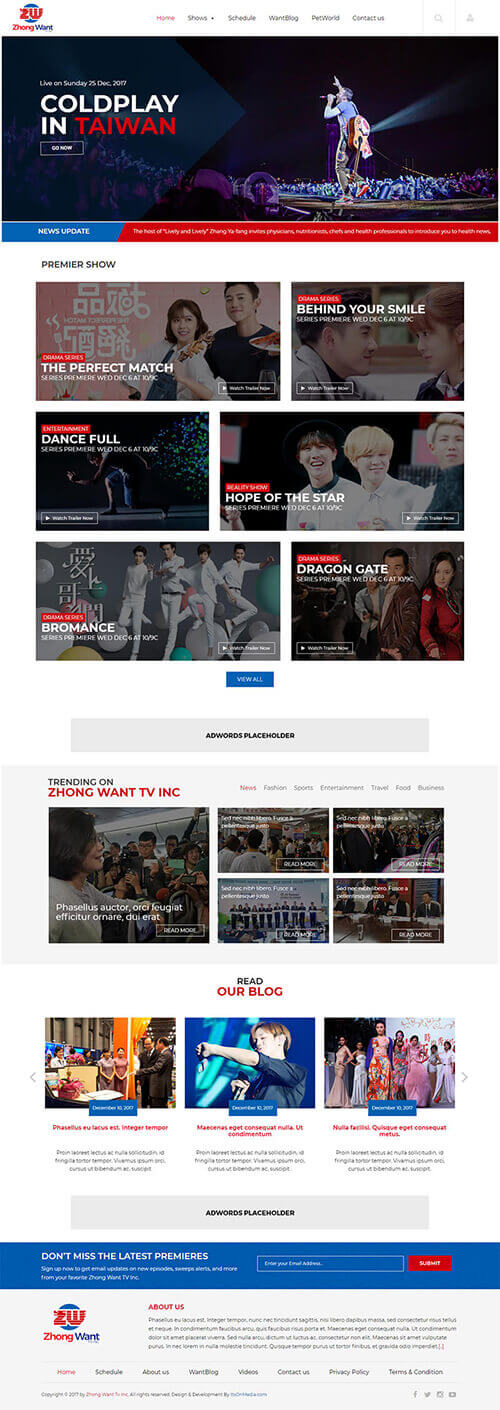 ZW
Zhong Want
Home Shows Schedule WantBlog PetWorld Contact us
Live on Sunday 25 Dec, 2017
COLDPLAY
IN TAIWAN
GO NOW
NEWS UPDATE
The host of "Lively and Lively" Zhang Ya-fang invites physicians, nutritionists, chefs and health professionals to introduce you to health news,
PREMIER SHOW
DRAMA SERIES
THE PERFECT MATCH
SERIES PREMIERE WED DEC 6 AT 10/9C
Watch Trailer Now
DRAMA SERIES
BEHIND YOUR SMILE
SERIES PREMIERE WED DEC 6 AT 10/9C
Watch Trailer Now
ENTERTAINMENT
DANCE FULL
SERIES PREMIERE WED DEC 6 AT 10/9C
Watch Trailer Now
REALITY SHOW
HOPE OF THE STAR
SERIES PREMIERE WED DEC 6 AT 10/9C
Watch Trailer Now
愛上
哥們
DRAMA SERIES
BROMANCE
SERIES PREMIERE WED DEC 6 AT 10/9C
Watch Trailer Now
DRAMA SERIES
DRAGON GATE
SERIES PREMIERE WED DEC 6 AT 10/9C
Watch Trailer Now
VIEW ALL
ADWORDS PLACEHOLDER
TRENDING ON
ZHONG WANT TV INC
News Fashion Sports Entertainment Travel Food Business
Phasellus auctor, orci feugiat
efficitur ornare, dui erat
READ MORE
Sed nec nibh libero. Fusce a
pellentesque justo
READ MORE
Sed nec nibh libero. Fusce a
pellentesque justo
READ MORE
Sed nec nibh libero. Fusce a
pellentesque justo
READ MORE
Sed nec nibh libero. Fusce a
pellentesque justo
READ MORE
READ
OUR BLOG
December 10, 2017
Phasellus eu lacus est. Integer tempor
Proin laoreet lectus ac nulla sollicitudin, id
fringilla tortor tempor. Vivamus ipsum orci,
cursus ut bibendum ac, suscipit
December 10, 2017
Maecenas eget consequat nulla. Ut
condimentum
Proin laoreet lectus ac nulla sollicitudin, id
fringilla tortor tempor. Vivamus ipsum orci,
cursus ut bibendum ac, suscipit
December 10, 2017
Nulla facilisi. Quisque eget consequat
metus.
Proin laoreet lectus ac nulla sollicitudin, id
fringilla tortor tempor. Vivamus ipsum orci,
cursus ut bibendum ac, suscipit
ADWORDS PLACEHOLDER
DON'T MISS THE LATEST PREMIERES
Sign up now to get email updates on new episodes, sweeps alerts, and more
from your favorite Zhong Want TV Inc.
Enter your Email Address..
SUBMIT
ZW
Zhong Want
ABOUT US
Phasellus eu lacus est. Integer tempor, nunc nec tincidunt sagittis, nisi libero dapibus massa, sed consectetur risus tellus
et neque. In condimentum faucibus arcu, quis faucibus risus porta et. Maecenas eget consequat nulla. Ut condimentum
dolor sit amet placerat viverra. Sed nulla arcu, dictum ut luctus ac, consectetur non elit. Maecenas sit amet vulputate
purus. In nec lorem in nulla molestie tincidunt. Quisque tempor purus ut tortor finibus, et gravida odio imperdiet.[.]
Home Schedule About us WantBlog Videos Contact us Privacy Policy Terms & Condition
Copyright © 2017 by Zhong Want Tv Inc. All rights reserved. Design & Development By ItsOnMedia.com